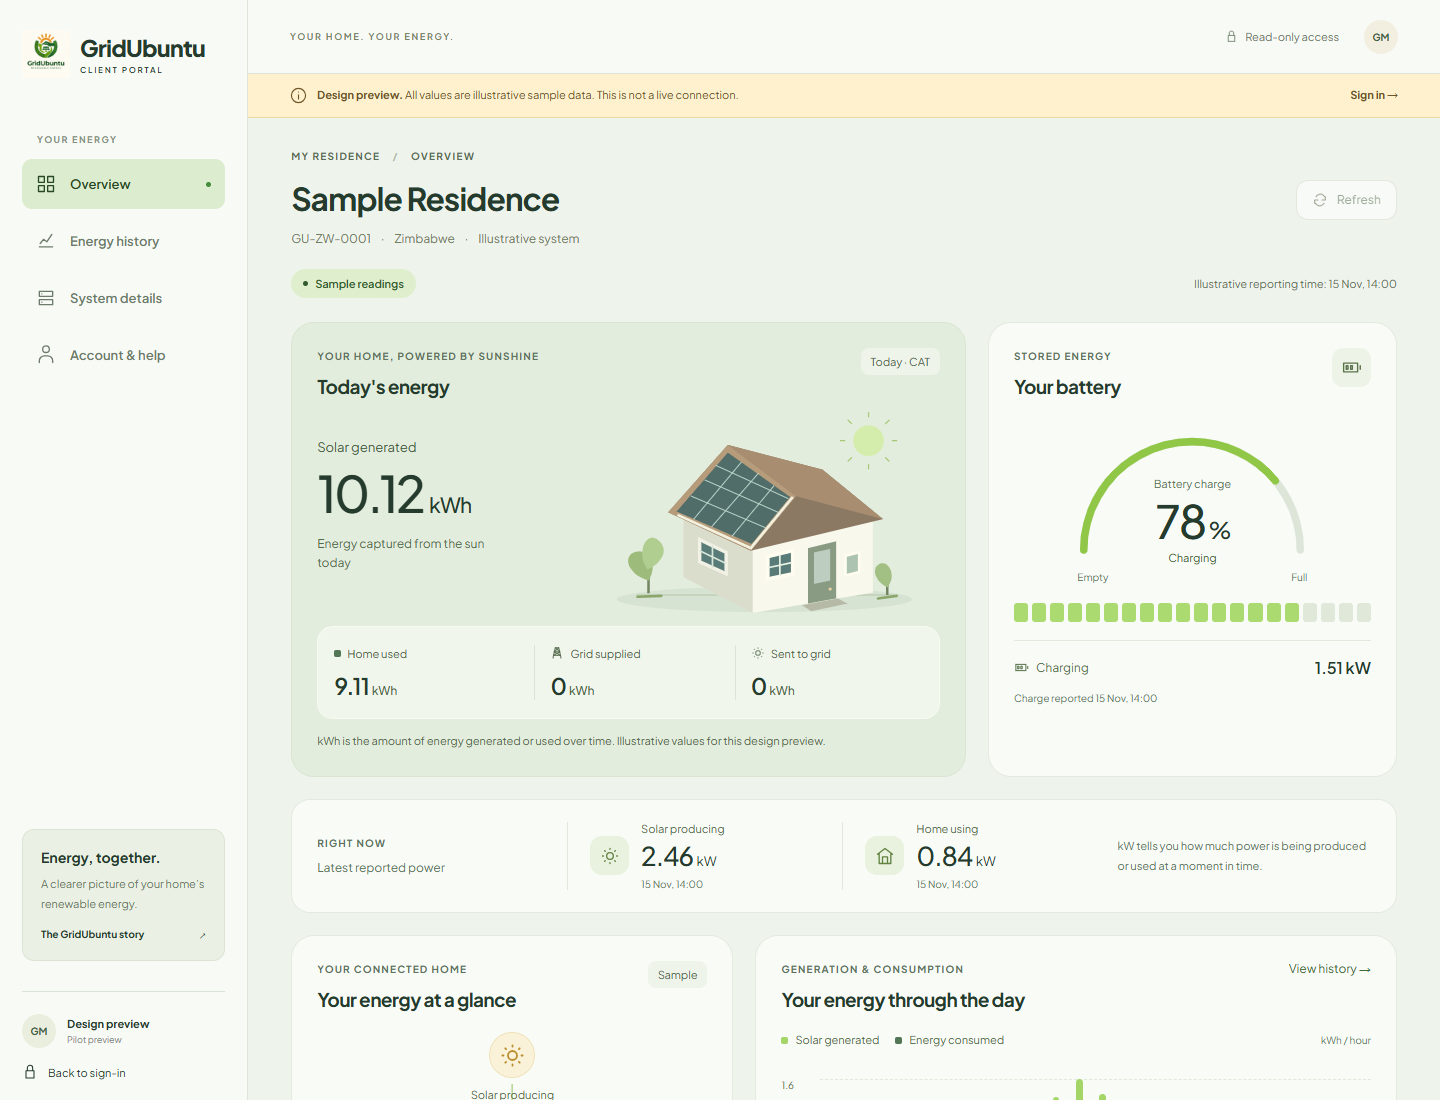 GridUbuntu
GridUbuntu
CLIENT PORTAL
YOUR ENERGY
Overview
Energy history
System details
Account & help
Energy, together.
A clearer picture of your home's
renewable energy.
The GridUbuntu story ↗
GM
Design preview
Pilot preview
Back to sign-in
YOUR HOME. YOUR ENERGY.
Read-only access
GM
Design preview. All values are illustrative sample data. This is not a live connection.
Sign in →
MY RESIDENCE / OVERVIEW
Sample Residence
Refresh
GU-ZW-0001 · Zimbabwe · Illustrative system
Sample readings
Illustrative reporting time: 15 Nov, 14:00
YOUR HOME, POWERED BY SUNSHINE
Today · CAT
Today's energy
Solar generated
10.12 kWh
Energy captured from the sun
today
Home used
9.11 kWh
Grid supplied
0 kWh
Sent to grid
0 kWh
kWh is the amount of energy generated or used over time. Illustrative values for this design preview.
STORED ENERGY
Your battery
Battery charge
78%
Charging
Empty
Full
Charging
1.51 kW
Charge reported 15 Nov, 14:00
RIGHT NOW
Latest reported power
Solar producing
2.46 kW
15 Nov, 14:00
Home using
0.84 kW
15 Nov, 14:00
kW tells you how much power is being produced
or used at a moment in time.
YOUR CONNECTED HOME
Sample
Your energy at a glance
Solar producing
GENERATION & CONSUMPTION
View history →
Your energy through the day
Solar generated
Energy consumed
kWh / hour
1.6